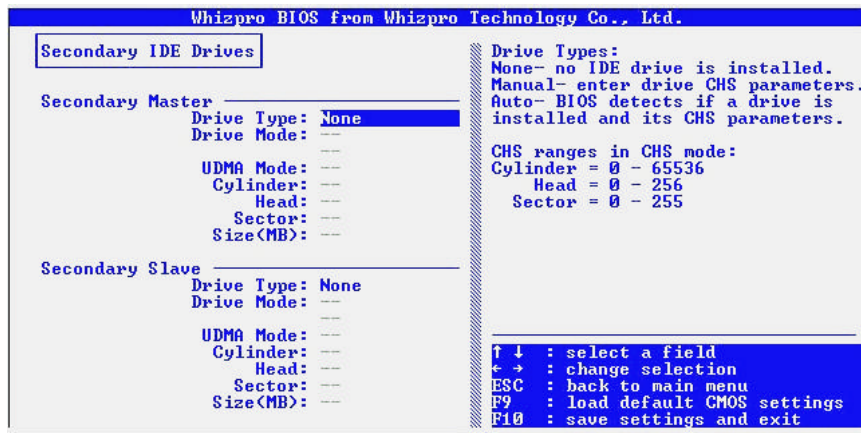 Whizpro BIOS from Whizpro Technology Co., Ltd.
Secondary IDE Drives
Secondary Master
Drive Type: None
Drive Mode: --
--
UDMA Mode: --
Cylinder: --
Head: --
Sector: --
Size(MB): --
Secondary Slave
Drive Type: None
Drive Mode: --
--
UDMA Mode: --
Cylinder: --
Head: --
Sector: --
Size(MB): --
Drive Types:
None- no IDE drive is installed.
Manual- enter drive CHS parameters.
Auto- BIOS detects if a drive is
installed and its CHS parameters.
CHS ranges in CHS mode:
Cylinder = 0 - 65536
Head = 0 - 256
Sector = 0 - 255
↑ ↓ : select a field
← → : change selection
ESC : back to main menu
F9 : load default CMOS settings
F10 : save settings and exit